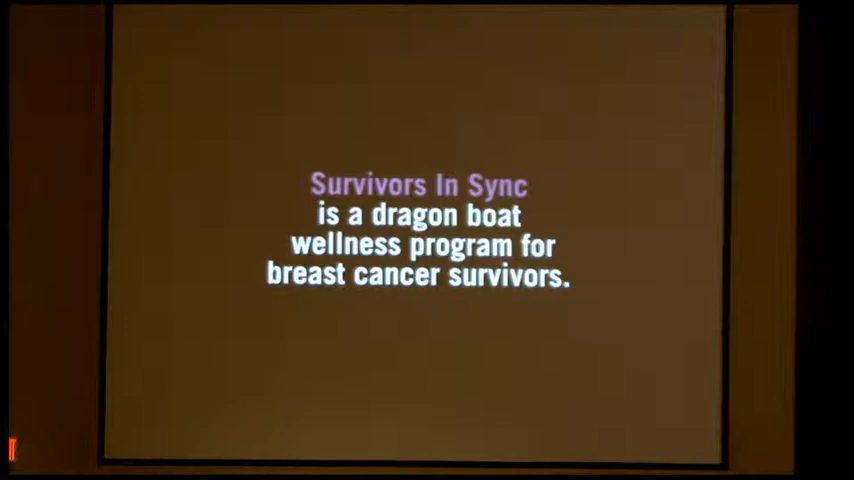 Survivors In Sync
is a dragon boat
wellness program for
breast cancer survivors.